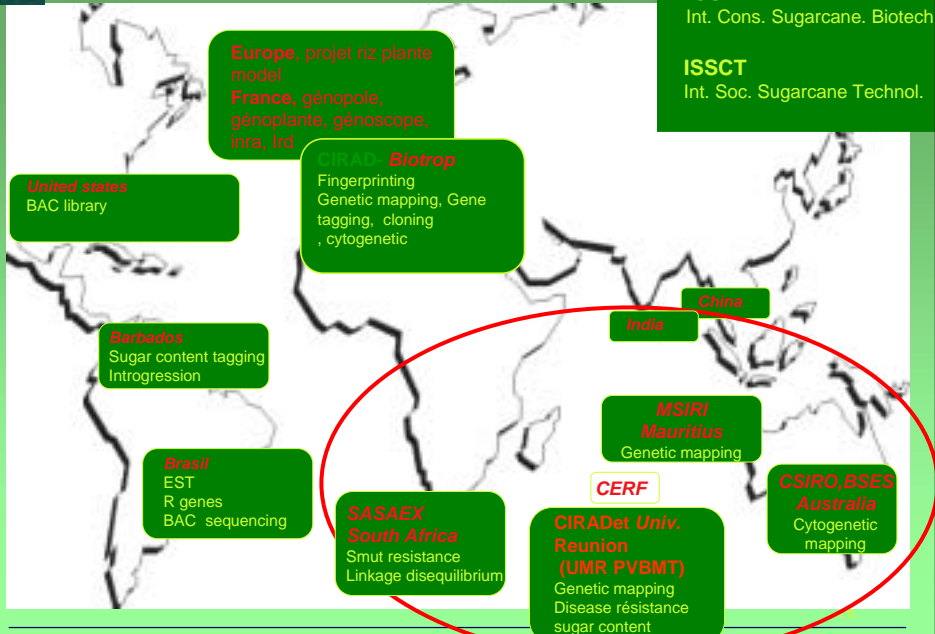 Int. Cons. Sugarcane. Biotech
ISSCT
Int. Soc. Sugarcane Technol.
Europe, projet riz plante
model
France, génopole,
génoplante, génoscope,
inra, Ird
CIRAD- Biotrop
Fingerprinting
Genetic mapping, Gene
tagging, cloning
, cytogenetic
United states
BAC library
China
India
Barbados
Sugar content tagging
Introgression
MSIRI
Mauritius
Genetic mapping
Brasil
EST
R genes
BAC sequencing
CERF
CSIRO,BSES
Australia
Cytogenetic
mapping
SASAEX
South Africa
Smut resistance
Linkage disequilibrium
CIRADet Univ.
Reunion
(UMR PVBMT)
Genetic mapping
Disease résistance
sugar content